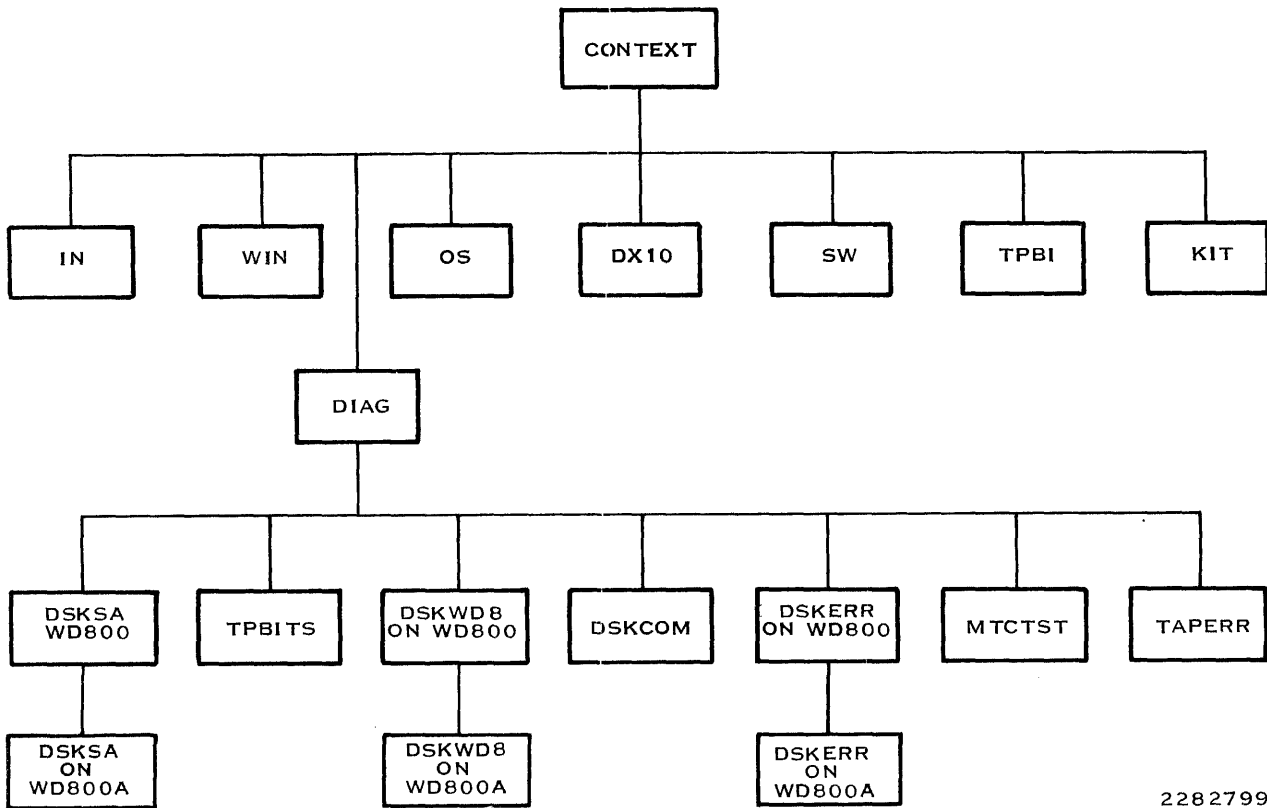 CONTEXT
IN
WIN
OS
DX10
SW
TPBI
KIT
DIAG
DSKSA
WD800
TPBITS
DSKWD8
ON WD800
DSKCOM
DSKERR
ON WD800
MTCTST
TAPERR
DSKSA
ON
WD800A
DSKWD8
ON
WD800A
DSKERR
ON
WD800A
2282799